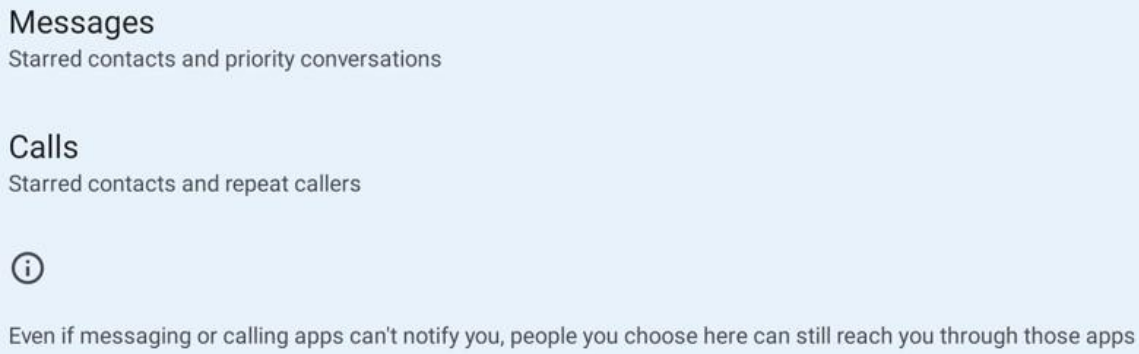 Messages
Starred contacts and priority conversations
Calls
Starred contacts and repeat callers
Even if messaging or calling apps can't notify you, people you choose here can still reach you through those apps